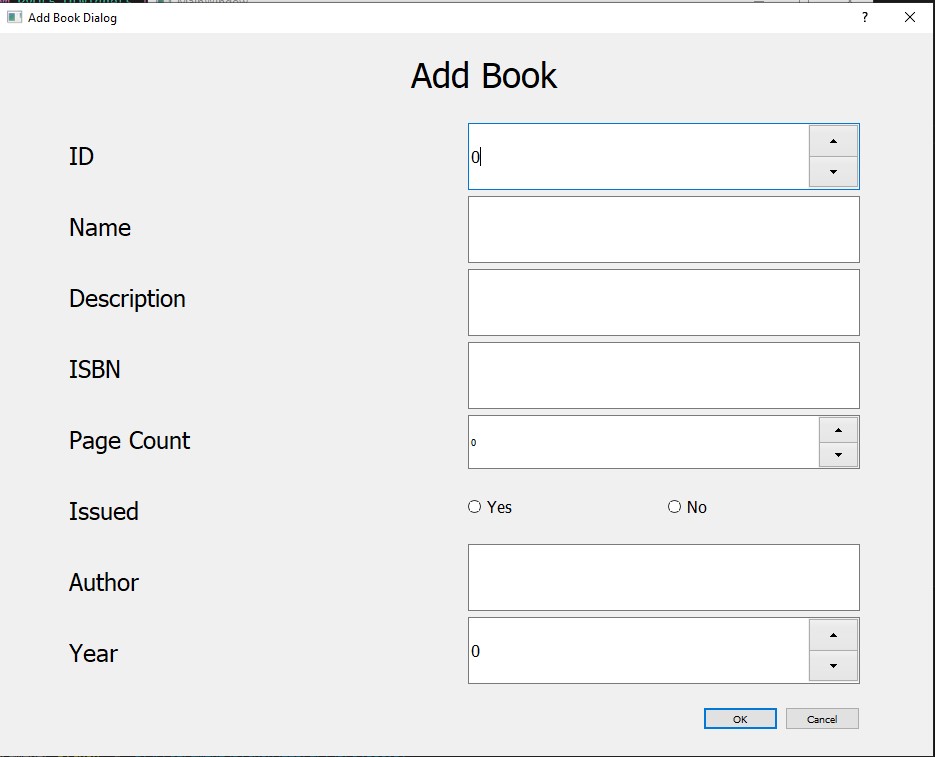 Add Book Dialog
?
Add Book
ID
0
Name
Description
ISBN
Page Count
0
Issued
Yes
No
Author
Year
0
OK
Cancel